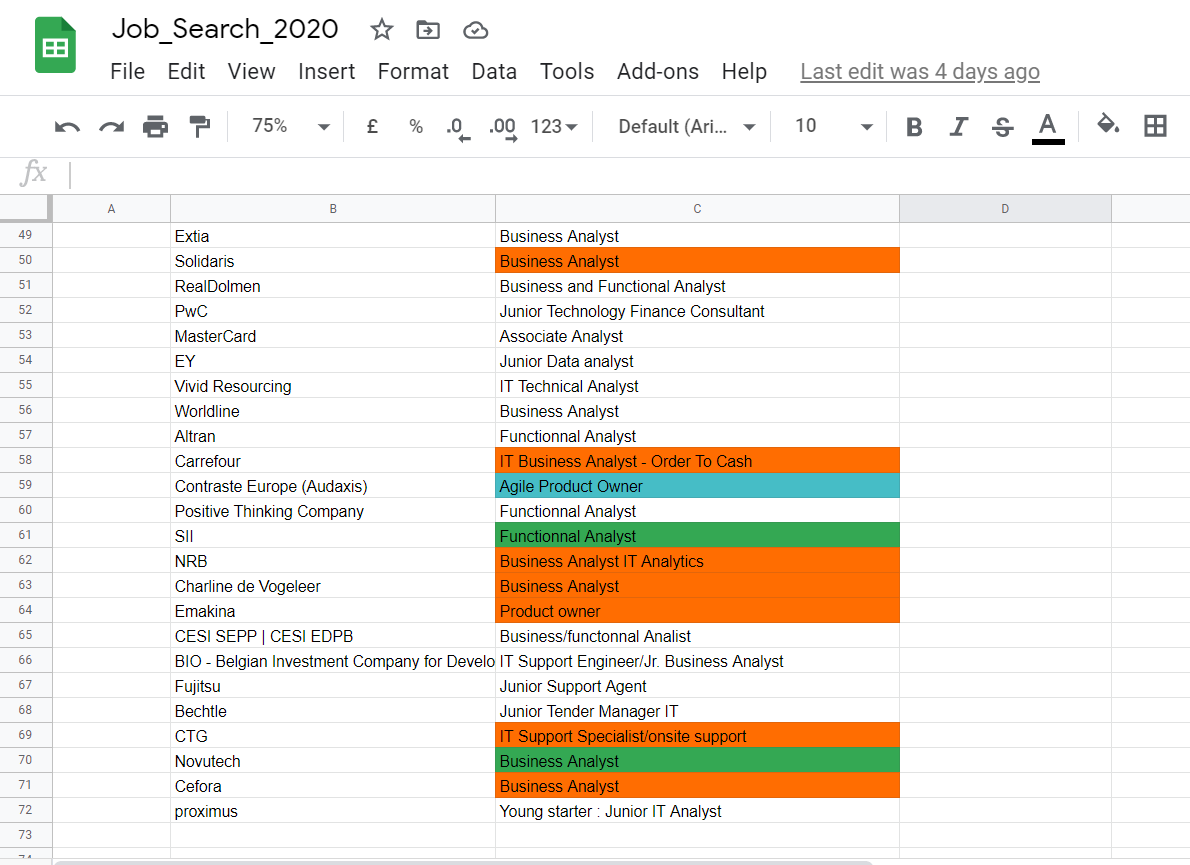 Job_Search_2020
File Edit View Insert Format Data Tools Add-ons Help Last edit was 4 days ago
75% £ % .0 .00 123 Default (Ari... 10 B I S A
fx
A B C D
49 Extia Business Analyst
50 Solidaris Business Analyst
51 RealDolmen Business and Functional Analyst
52 PwC Junior Technology Finance Consultant
53 MasterCard Associate Analyst
54 EY Junior Data analyst
55 Vivid Resourcing IT Technical Analyst
56 Worldline Business Analyst
57 Altran Functionnal Analyst
58 Carrefour IT Business Analyst - Order To Cash
59 Contraste Europe (Audaxis) Agile Product Owner
60 Positive Thinking Company Functionnal Analyst
61 SII Functionnal Analyst
62 NRB Business Analyst IT Analytics
63 Charline de Vogeleer Business Analyst
64 Emakina Product owner
65 CESI SEPP | CESI EDPB Business/functonnal Analist
66 BIO - Belgian Investment Company for Develo IT Support Engineer/Jr. Business Analyst
67 Fujitsu Junior Support Agent
68 Bechtle Junior Tender Manager IT
69 CTG IT Support Specialist/onsite support
70 Novutech Business Analyst
71 Cefora Business Analyst
72 proximus Young starter : Junior IT Analyst
73
74